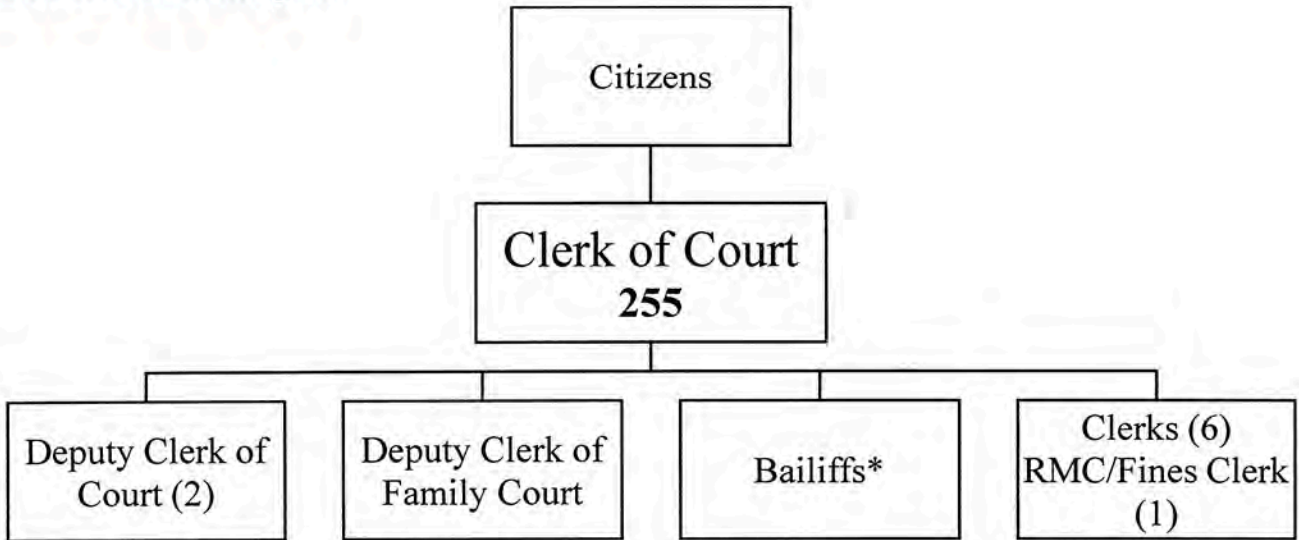 Citizens
Clerk of Court
255
Deputy Clerk of
Court (2)
Deputy Clerk of
Family Court
Bailiffs*
Clerks (6)
RMC/Fines Clerk
(1)